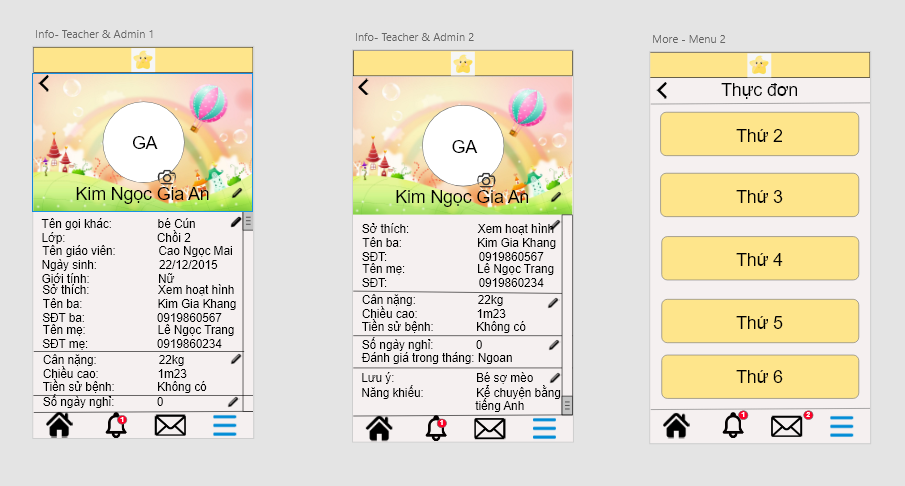 Info- Teacher & Admin 1
GA
Kim Ngọc Gia An
Tên gọi khác: bé Cún
Lớp: Chồi 2
Tên giáo viên: Cao Ngọc Mai
Ngày sinh: 22/12/2015
Giới tính: Nữ
Sở thích: Xem hoạt hình
Tên ba: Kim Gia Khang
SĐT ba: 0919860567
Tên mẹ: Lê Ngọc Trang
SĐT mẹ: 0919860234
Cân nặng: 22kg
Chiều cao: 1m23
Tiền sử bệnh: Không có
Số ngày nghỉ: 0
1
Info- Teacher & Admin 2
GA
Kim Ngọc Gia An
Sở thích: Xem hoạt hình
Tên ba: Kim Gia Khang
SĐT: 0919860567
Tên mẹ: Lê Ngọc Trang
SĐT: 0919860234
Cân nặng: 22kg
Chiều cao: 1m23
Tiền sử bệnh: Không có
Số ngày nghỉ: 0
Đánh giá trong tháng: Ngoan
Lưu ý: Bé sợ mèo
Năng khiếu: Kể chuyện bằng
tiếng Anh
1
More - Menu 2
Thực đơn
Thứ 2
Thứ 3
Thứ 4
Thứ 5
Thứ 6
1
2